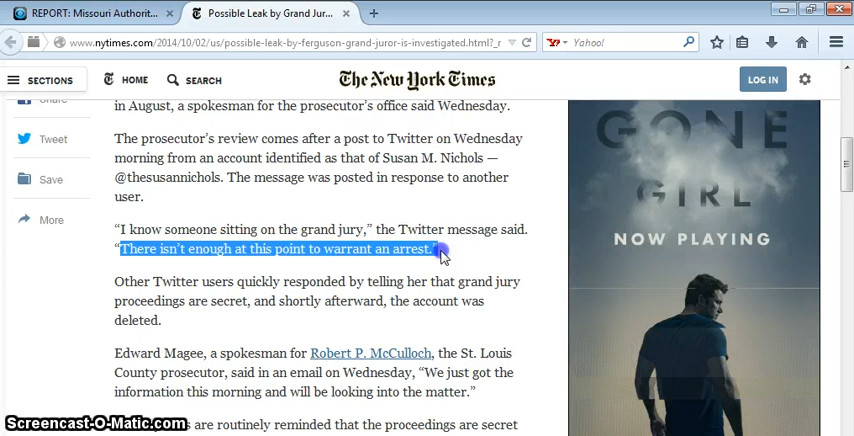 REPORT: Missouri Authorit...
Possible Leak by Grand Jur...
www.nytimes.com/2014/10/02/us/possible-leak-by-ferguson-grand-juror-is-investigated.html?_r
Yahoo!
SECTIONS
HOME
SEARCH
The New York Times
LOG IN
Share
Tweet
Save
More
in August, a spokesman for the prosecutor’s office said Wednesday.
The prosecutor’s review comes after a post to Twitter on Wednesday
morning from an account identified as that of Susan M. Nichols —
@thesusannichols. The message was posted in response to another
user.
“I know someone sitting on the grand jury,” the Twitter message said.
“There isn’t enough at this point to warrant an arrest.”
Other Twitter users quickly responded by telling her that grand jury
proceedings are secret, and shortly afterward, the account was
deleted.
Edward Magee, a spokesman for Robert P. McCulloch, the St. Louis
County prosecutor, said in an email on Wednesday, “We just got the
information this morning and will be looking into the matter.”
are routinely reminded that the proceedings are secret
GONE
GIRL
NOW PLAYING
Screencast-O-Matic.com